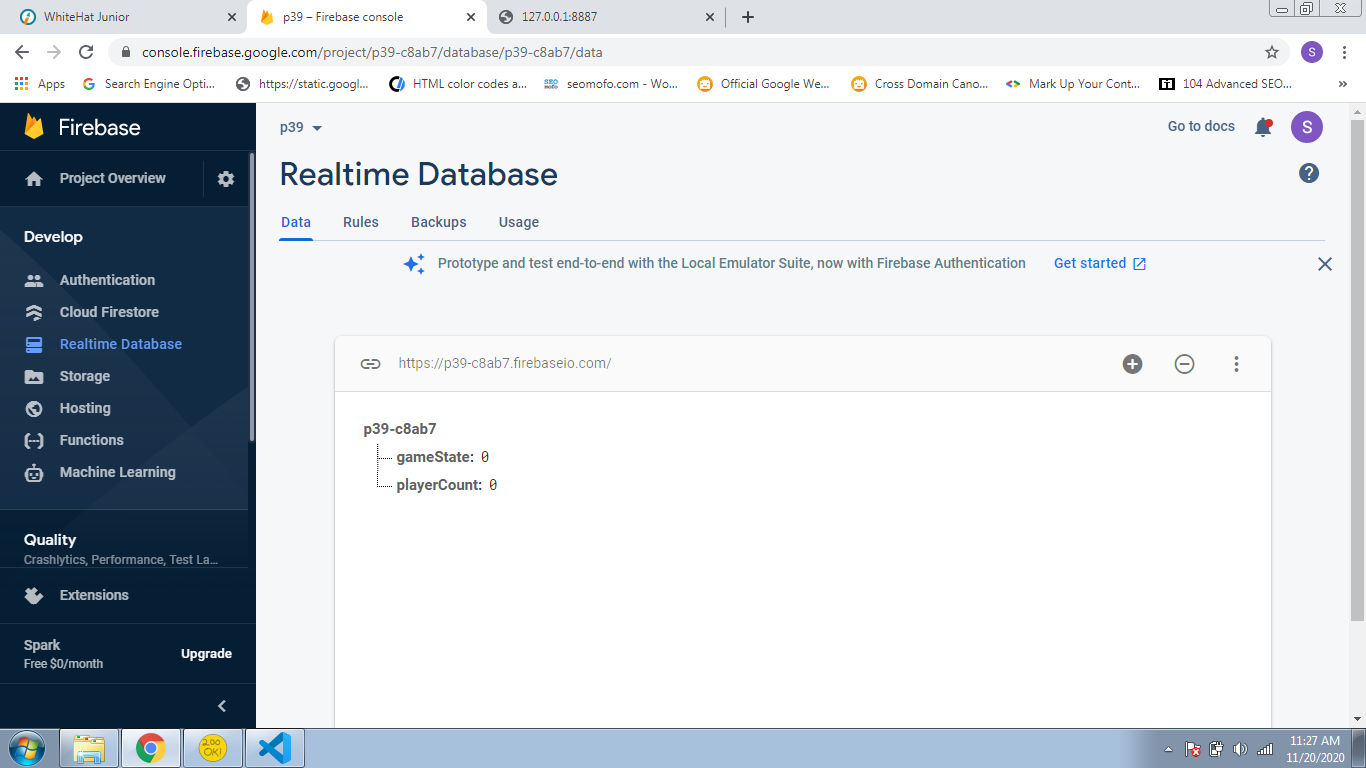 WhiteHat Junior
p39 – Firebase console
127.0.0.1:8887
console.firebase.google.com/project/p39-c8ab7/database/p39-c8ab7/data
S
Apps
Search Engine Opti...
https://static.googl...
HTML color codes a...
SEO MOFO
seomofo.com - Wo...
Official Google We...
Cross Domain Cano...
Mark Up Your Cont...
104 Advanced SEO...
»
Firebase
p39
Go to docs
S
Project Overview
Realtime Database
Data Rules Backups Usage
Develop
Prototype and test end-to-end with the Local Emulator Suite, now with Firebase Authentication Get started
Authentication
Cloud Firestore
Realtime Database
Storage
Hosting
Functions
Machine Learning
https://p39-c8ab7.firebaseio.com/
p39-c8ab7
gameState: 0
playerCount: 0
Quality
Crashlytics, Performance, Test La...
Extensions
Spark
Free $0/month
Upgrade
200 OK!
11:27 AM
11/20/2020